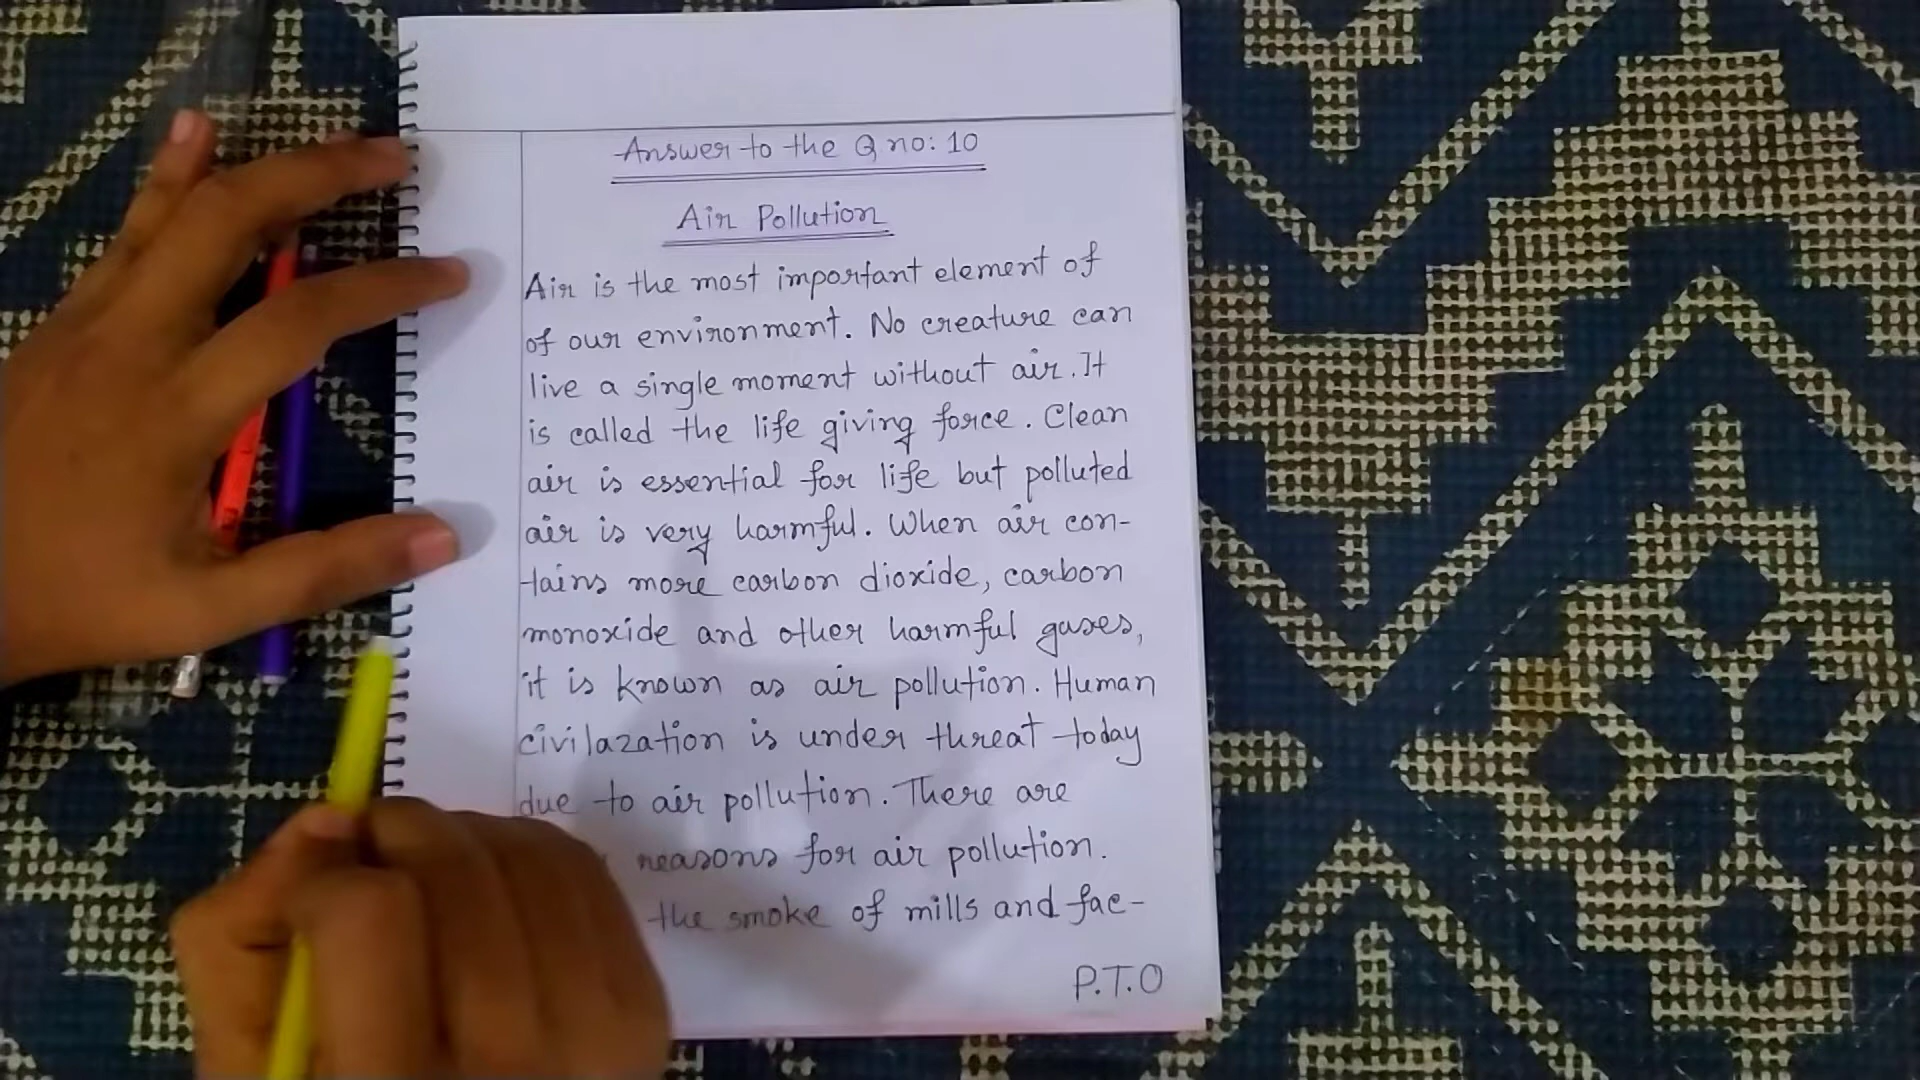 Answer to the Q no: 10
Air Pollution
Air is the most important element of
of our environment. No creature can
live a single moment without air. It
is called the life giving force. Clean
air is essential for life but polluted
air is very harmful. When air con-
tains more carbon dioxide, carbon
monoxide and other harmful gases,
it is known as air pollution. Human
civilazation is under threat today
due to air pollution. There are
reasons for air pollution.
the smoke of mills and fac-
P.T.O